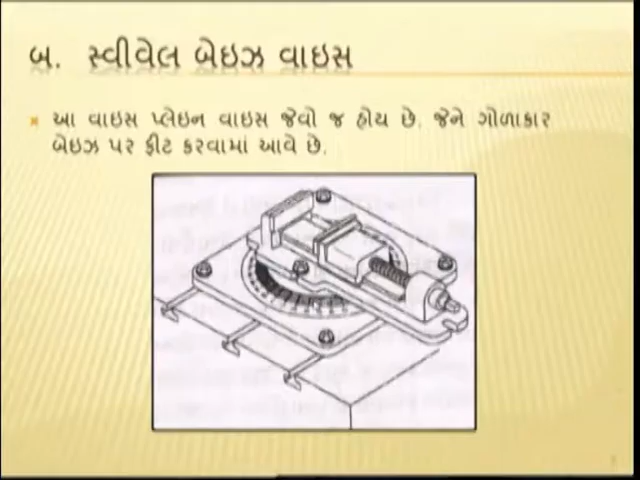 બ. સ્વીવેલ બેઇઝ વાઇસ
આ વાઇસ પ્લેઇન વાઇસ જેવો જ હોય છે. જેને ગોળાકાર
બેઇઝ પર ફીટ કરવામાં આવે છે.